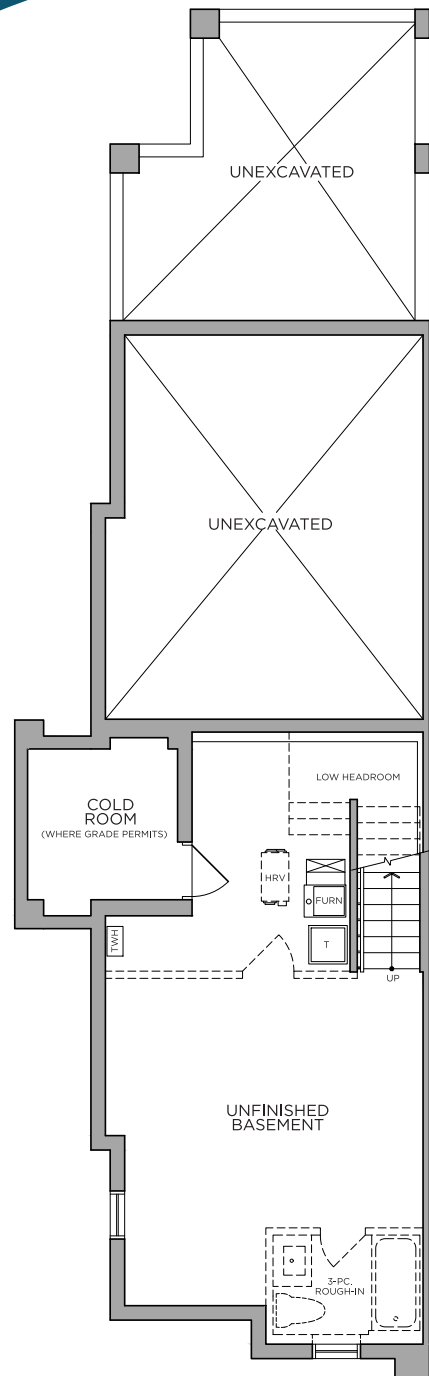 UNEXCAVATED
UNEXCAVATED
LOW HEADROOM
COLD
ROOM
(WHERE GRADE PERMITS)
HRV
FURN
TWH
T
UP
UNFINISHED
BASEMENT
3-PC.
ROUGH-IN